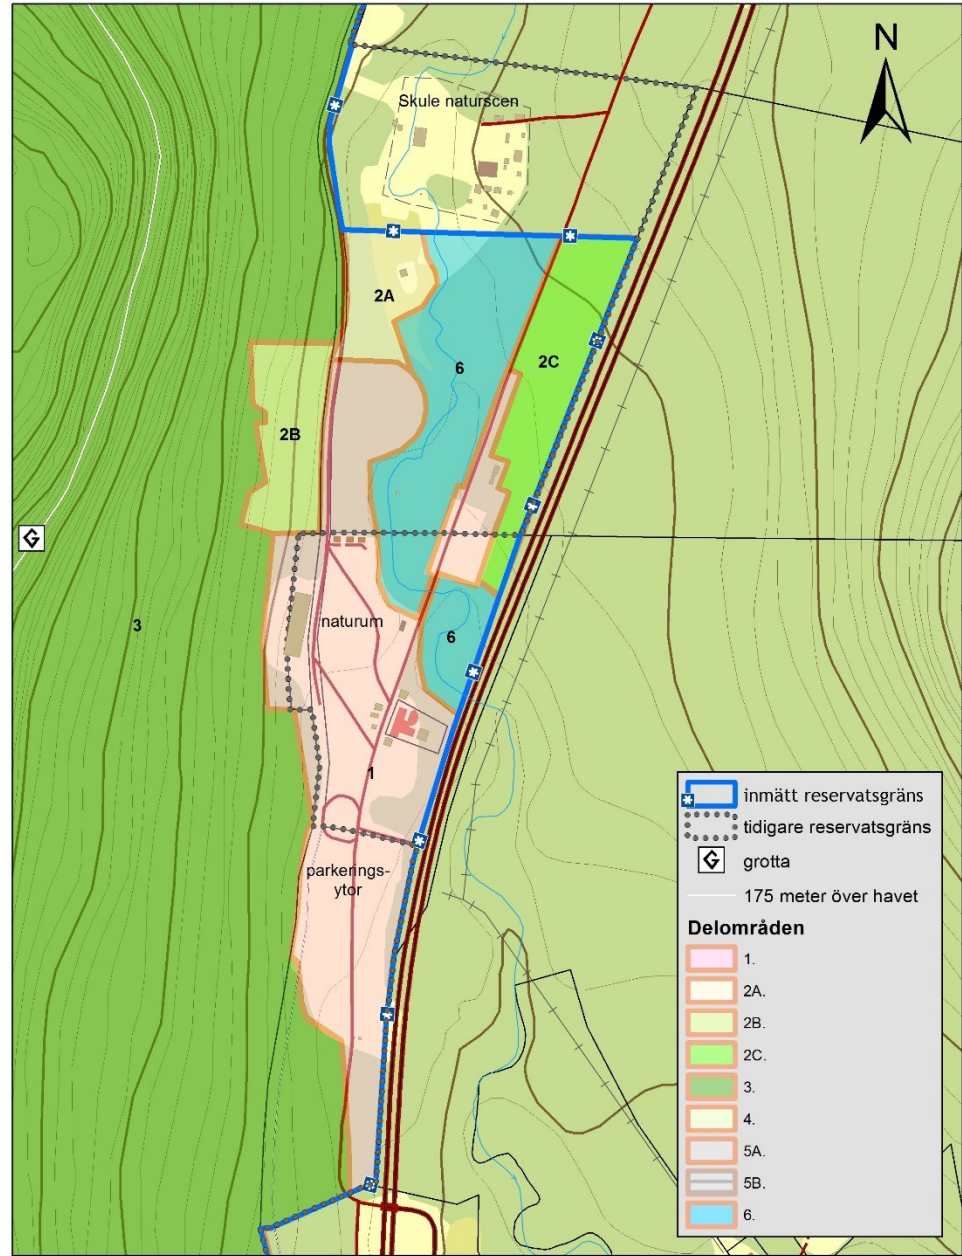 N
Skule naturscen
2A
6
2C
2B
G
3
naturum
6
1
parkerings-
ytor
inmätt reservatsgräns
tidigare reservatsgräns
G grotta
175 meter över havet
Delområden
1.
2A.
2B.
2C.
3.
4.
5A.
5B.
6.